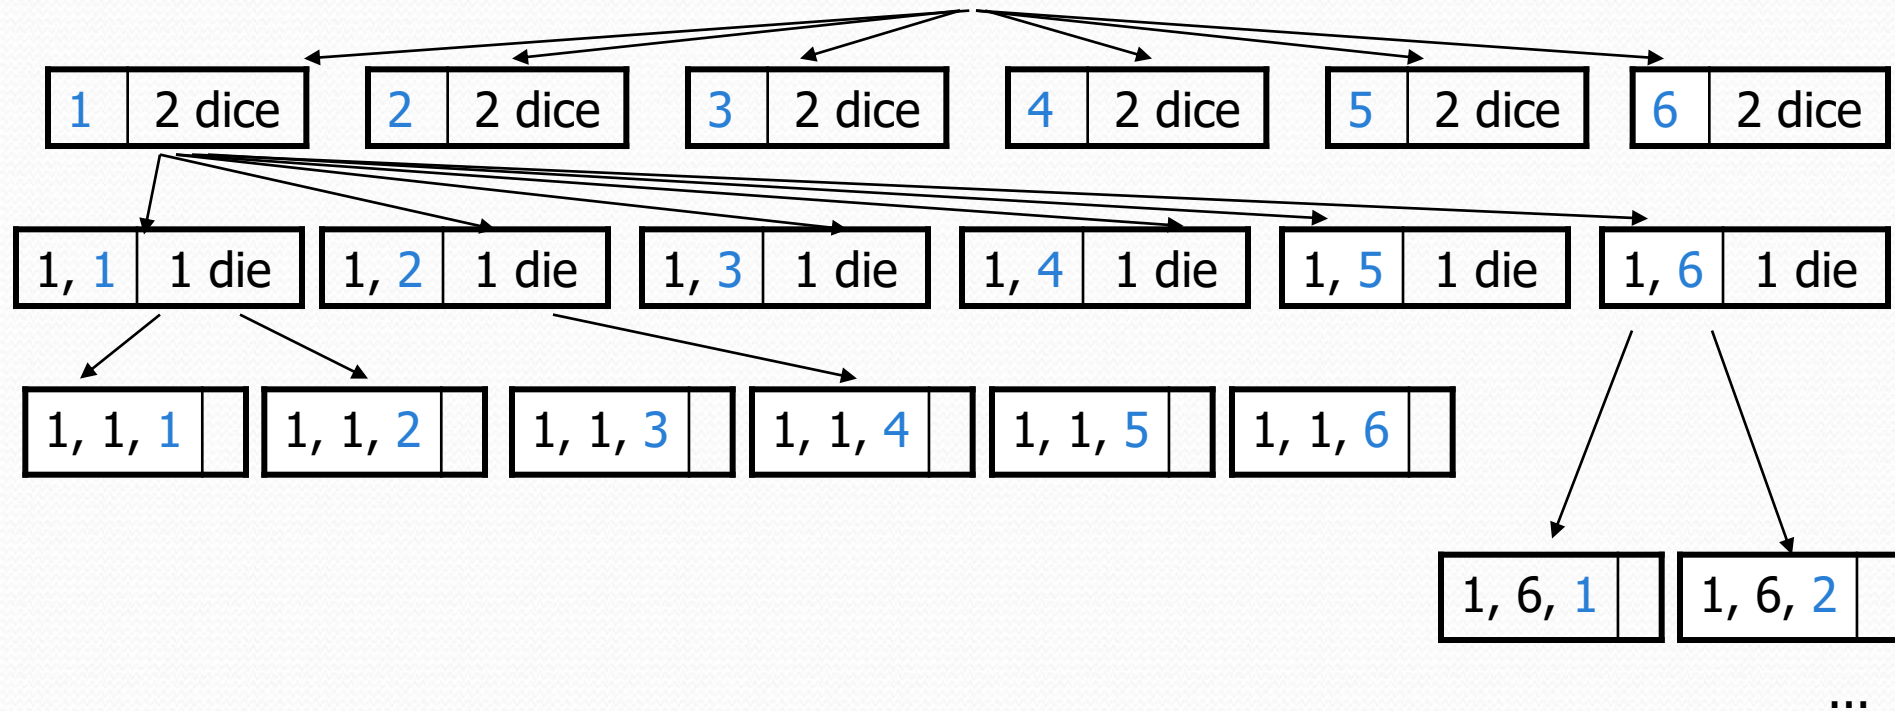 1 2 dice 2 2 dice 3 2 dice 4 2 dice 5 2 dice 6 2 dice
1, 1 1 die 1, 2 1 die 1, 3 1 die 1, 4 1 die 1, 5 1 die 1, 6 1 die
1, 1, 1 1, 1, 2 1, 1, 3 1, 1, 4 1, 1, 5 1, 1, 6
1, 6, 1 1, 6, 2
...